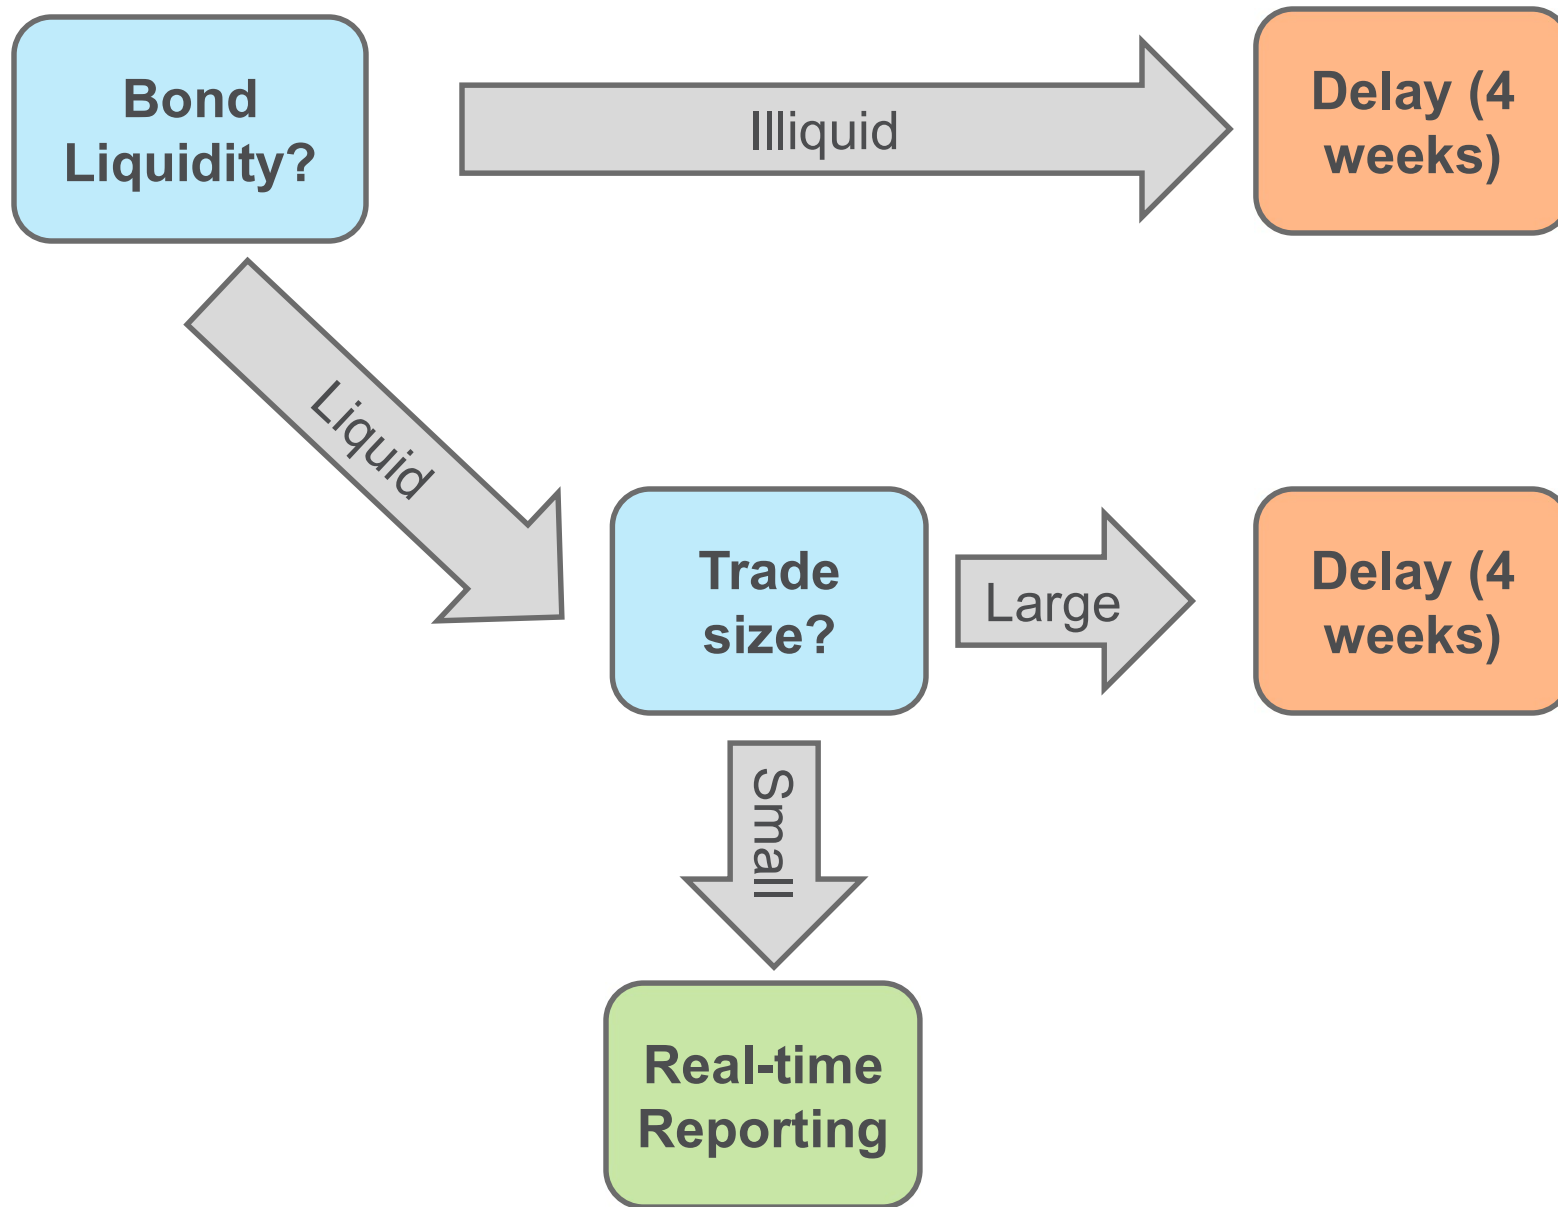 Bond
Liquidity?
Illiquid
Delay (4
weeks)
Liquid
Trade
size?
Large
Delay (4
weeks)
Small
Real-time
Reporting